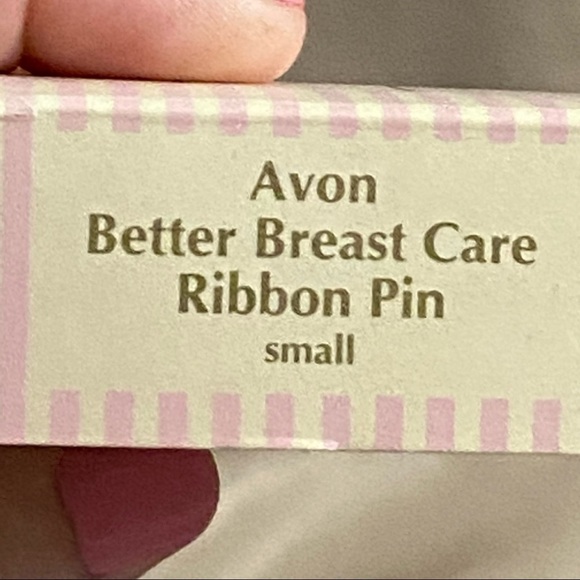 Avon
Better Breast Care
Ribbon Pin
small